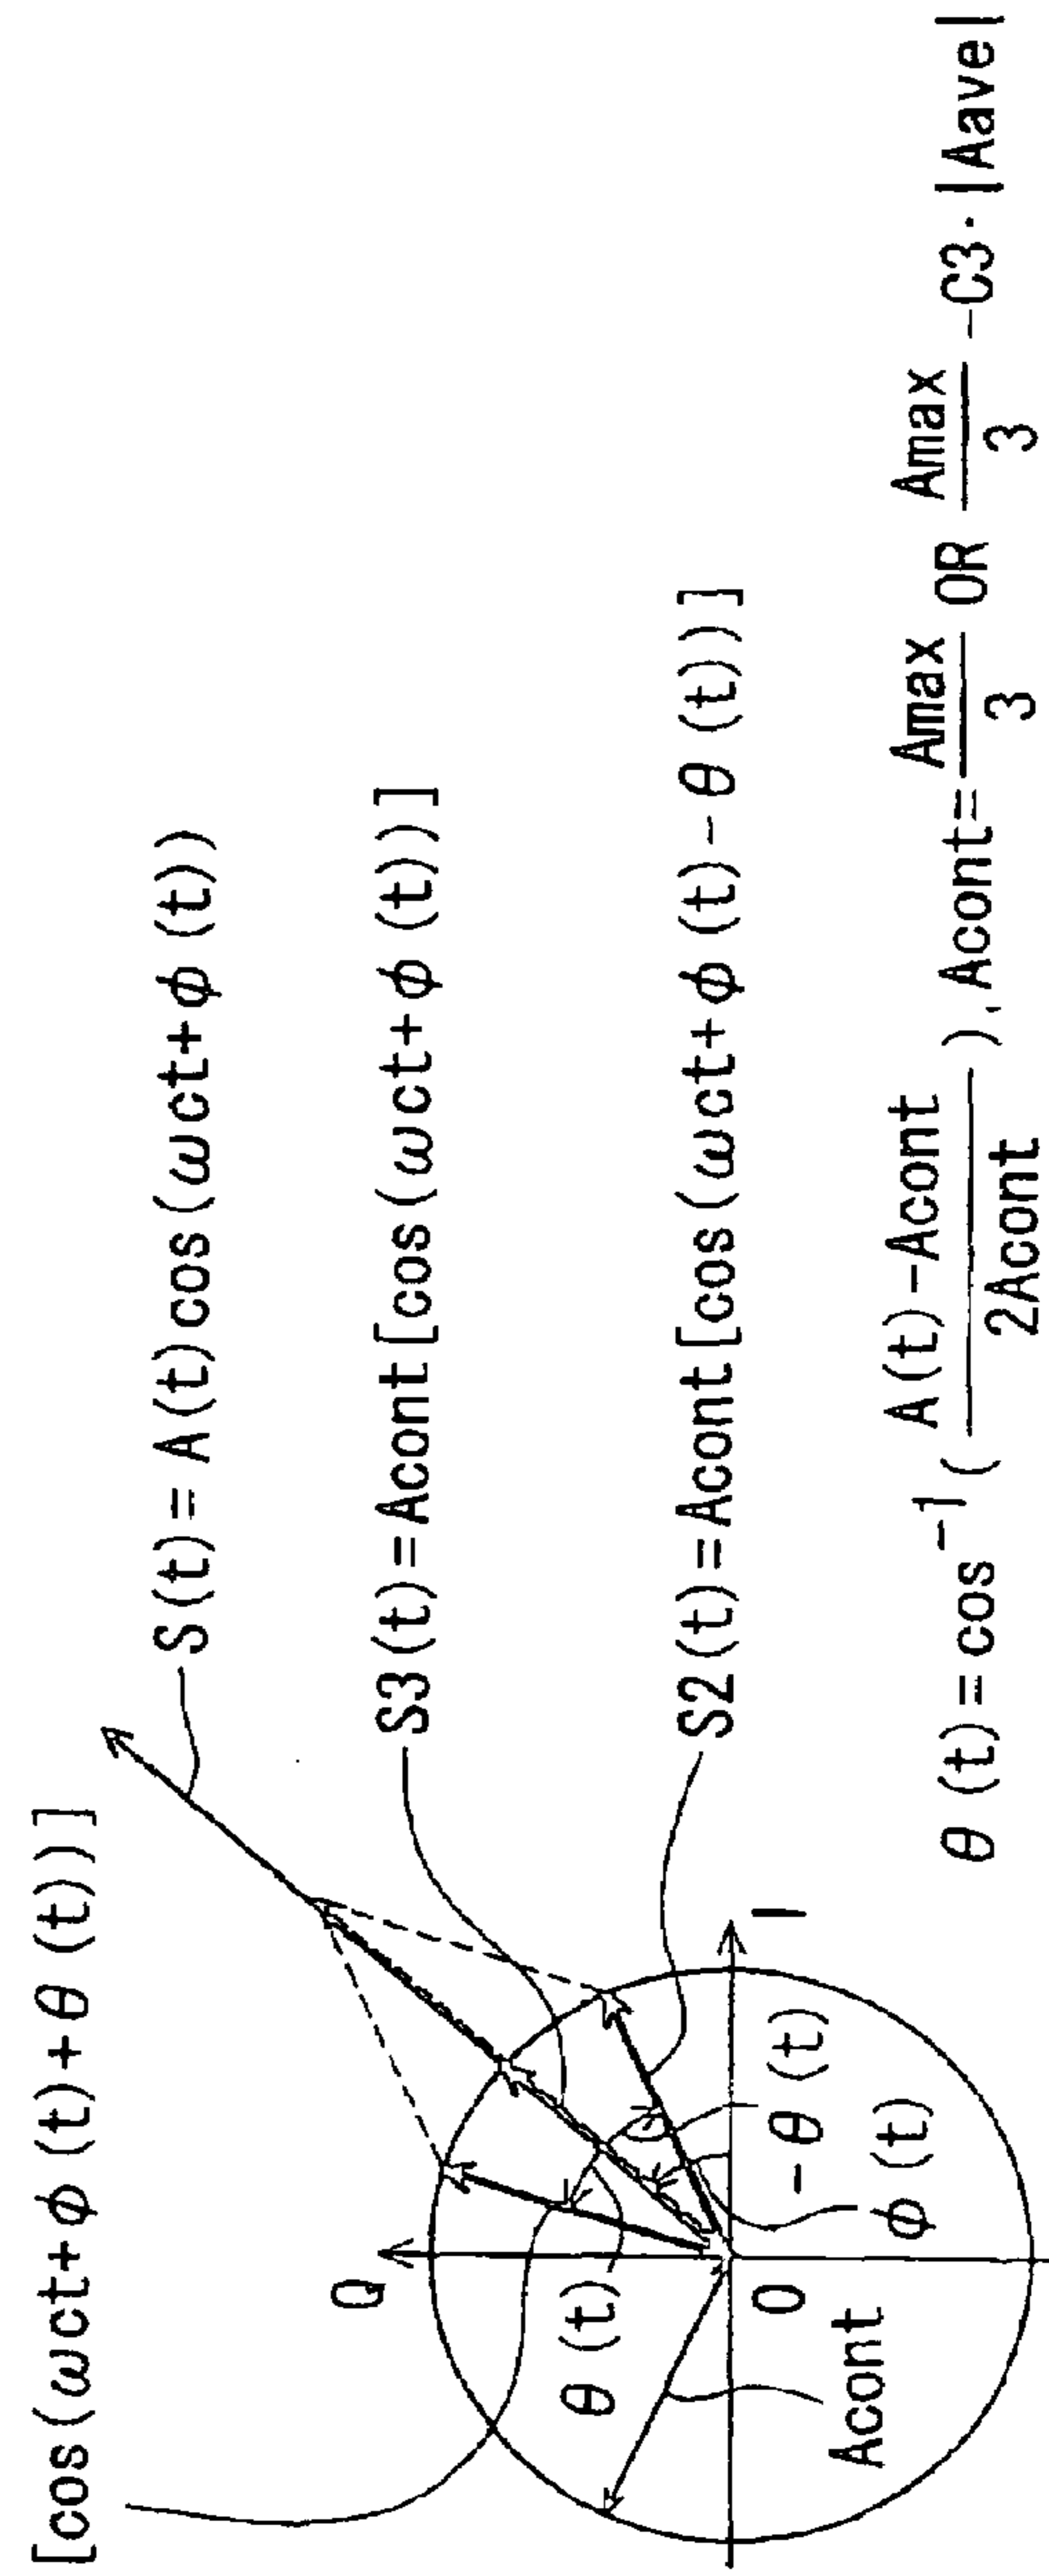 [cos(ωct+φ(t)+θ(t))]
S(t)=A(t)cos(ωct+φ(t))
S3(t)=Acont[cos(ωct+φ(t))]
S2(t)=Acont[cos(ωct+φ(t)-θ(t))]
Q
I
O
θ(t)
-θ(t)
φ(t)
Acont
θ(t)=cos⁻¹(A(t)-Acont/2Acont), Acont=Amax/3 OR Amax/3-C3·|Aave|